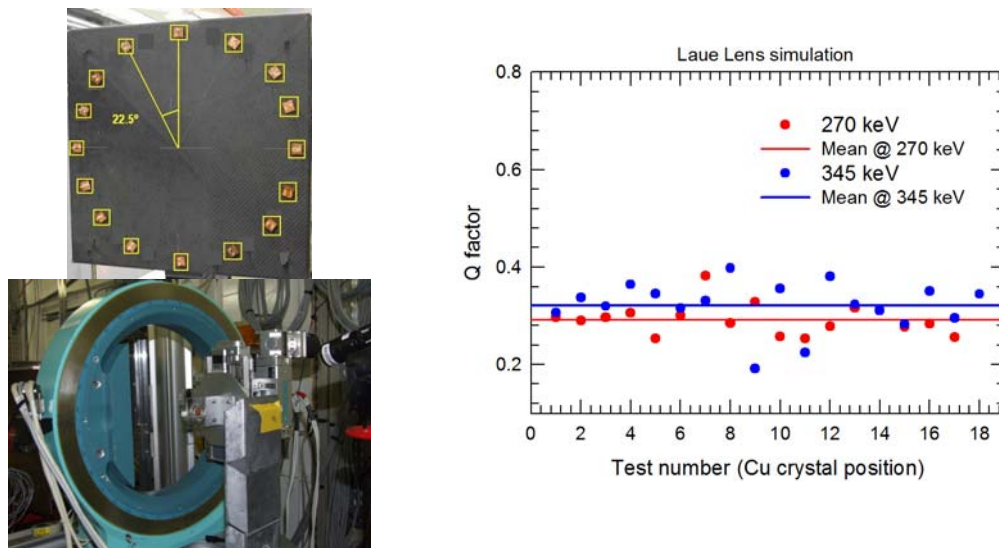 22.5º
Laue Lens simulation
0.8
0.6
0.4
0.2
Q factor
270 keV
Mean @ 270 keV
345 keV
Mean @ 345 keV
0 2 4 6 8 10 12 14 16 18
Test number (Cu crystal position)